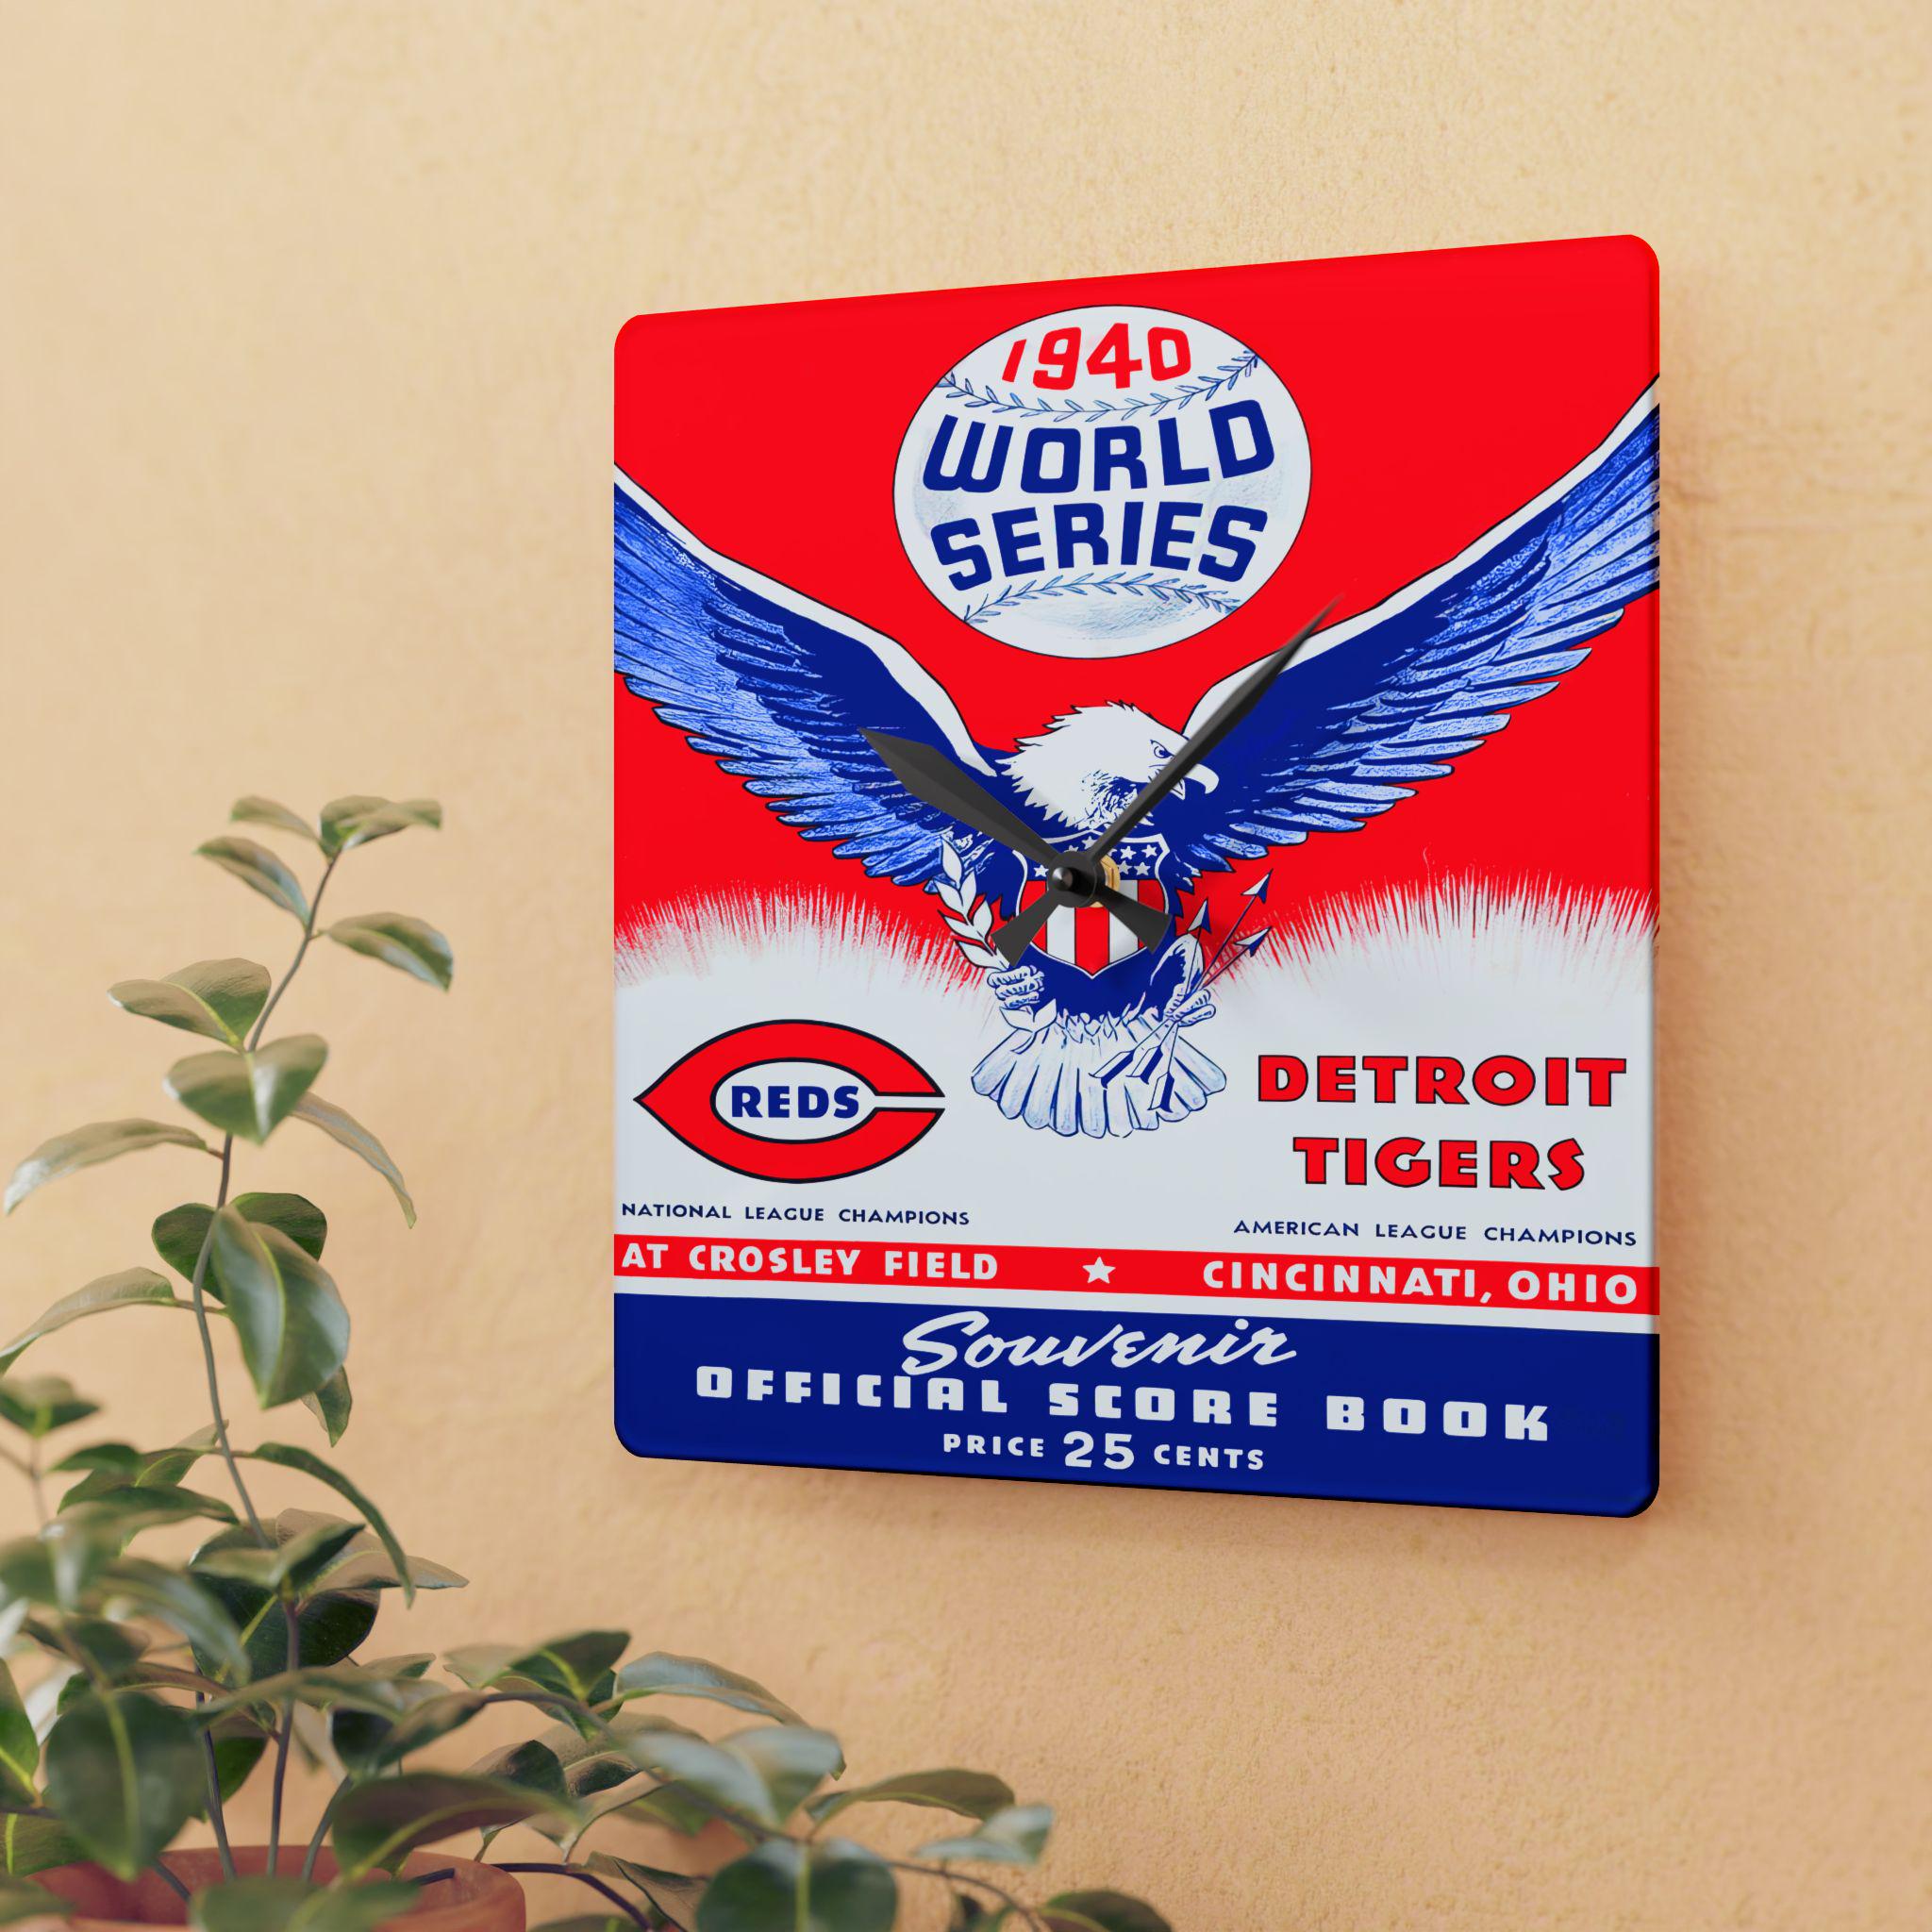 1940
WORLD
SERIES
REDS
DETROIT
TIGERS
NATIONAL LEAGUE CHAMPIONS
AMERICAN LEAGUE CHAMPIONS
AT CROSLEY FIELD ★ CINCINNATI, OHIO
Souvenir
OFFICIAL SCORE BOOK
PRICE 25 CENTS